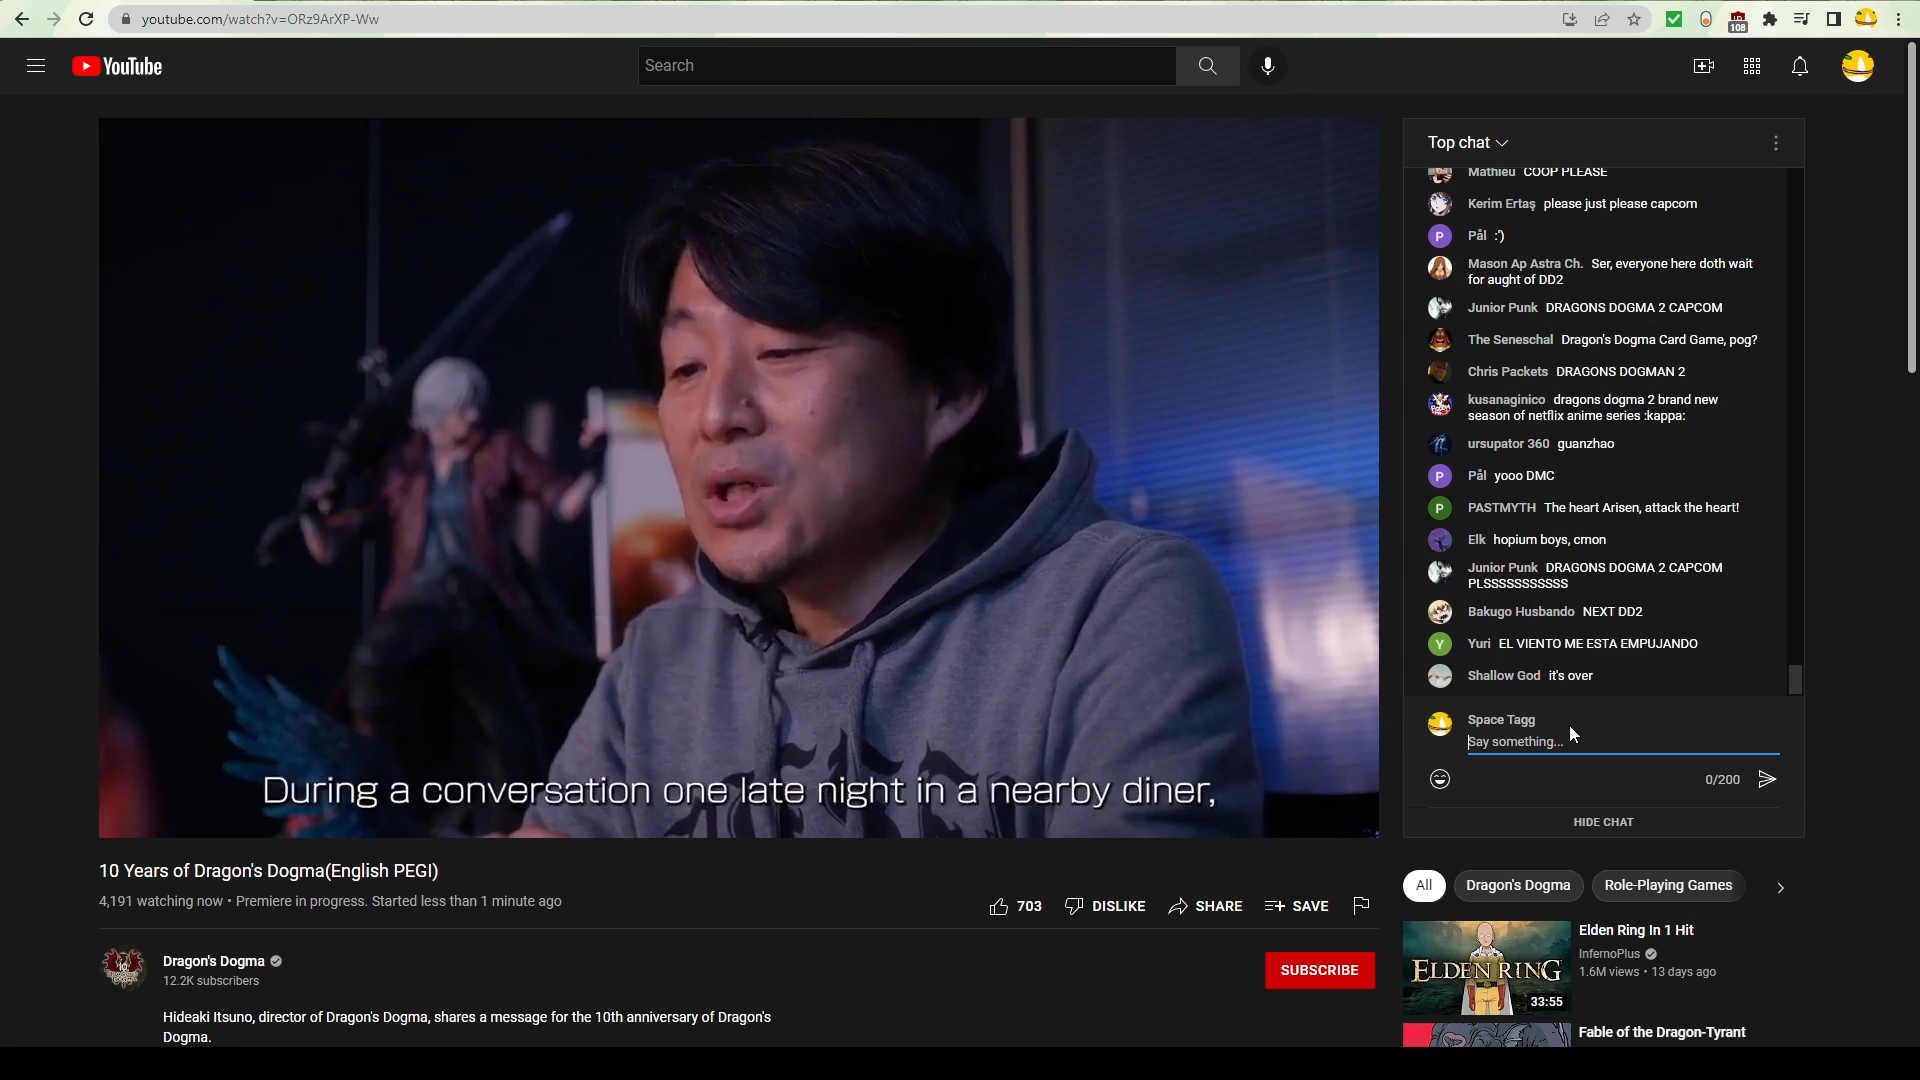 youtube.com/watch?v=ORz9ArXP-Ww
108
YouTube
Search
During a conversation one late night in a nearby diner,
Top chat
Mathieu COOP PLEASE
Kerim Ertaş please just please capcom
P Pål :')
Mason Ap Astra Ch. Ser, everyone here doth wait
for aught of DD2
Junior Punk DRAGONS DOGMA 2 CAPCOM
The Seneschal Dragon's Dogma Card Game, pog?
Chris Packets DRAGONS DOGMAN 2
kusanaginico dragons dogma 2 brand new
season of netflix anime series :kappa:
ursupator 360 guanzhao
P Pål yooo DMC
P PASTMYTH The heart Arisen, attack the heart!
Elk hopium boys, cmon
Junior Punk DRAGONS DOGMA 2 CAPCOM
PLSSSSSSSSSSS
Bakugo Husbando NEXT DD2
Y Yuri EL VIENTO ME ESTA EMPUJANDO
Shallow God it's over
Space Tagg
Say something...
0/200
HIDE CHAT
10 Years of Dragon's Dogma(English PEGI)
4,191 watching now • Premiere in progress. Started less than 1 minute ago
703 DISLIKE SHARE SAVE
Dragon's Dogma
12.2K subscribers
SUBSCRIBE
Hideaki Itsuno, director of Dragon's Dogma, shares a message for the 10th anniversary of Dragon's
Dogma.
All Dragon's Dogma Role-Playing Games
ELDEN RING
33:55
Elden Ring In 1 Hit
InfernoPlus
1.6M views • 13 days ago
Fable of the Dragon-Tyrant